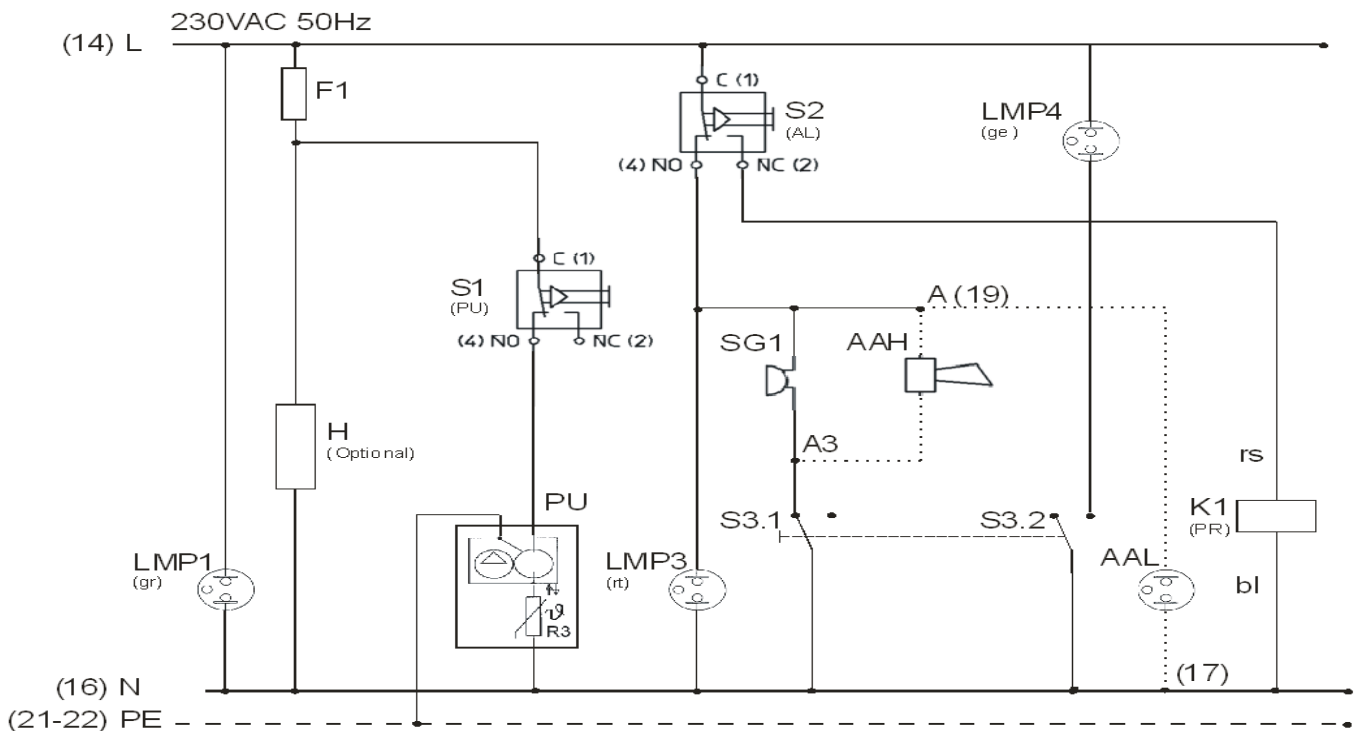 230VAC 50Hz
(14) L
F1
C (1)
S2
(AL)
LMP4
(ge )
(4) NO
NC (2)
C (1)
S1
(PU)
(4) NO
NC (2)
A (19)
SG1
AAH
H
(Optional)
A3
rs
PU
K1
(PR)
S3.1
S3.2
LMP1
(gr)
LMP3
(rt)
AAL
bl
ϑ
R3
(16) N
(17)
(21-22) PE